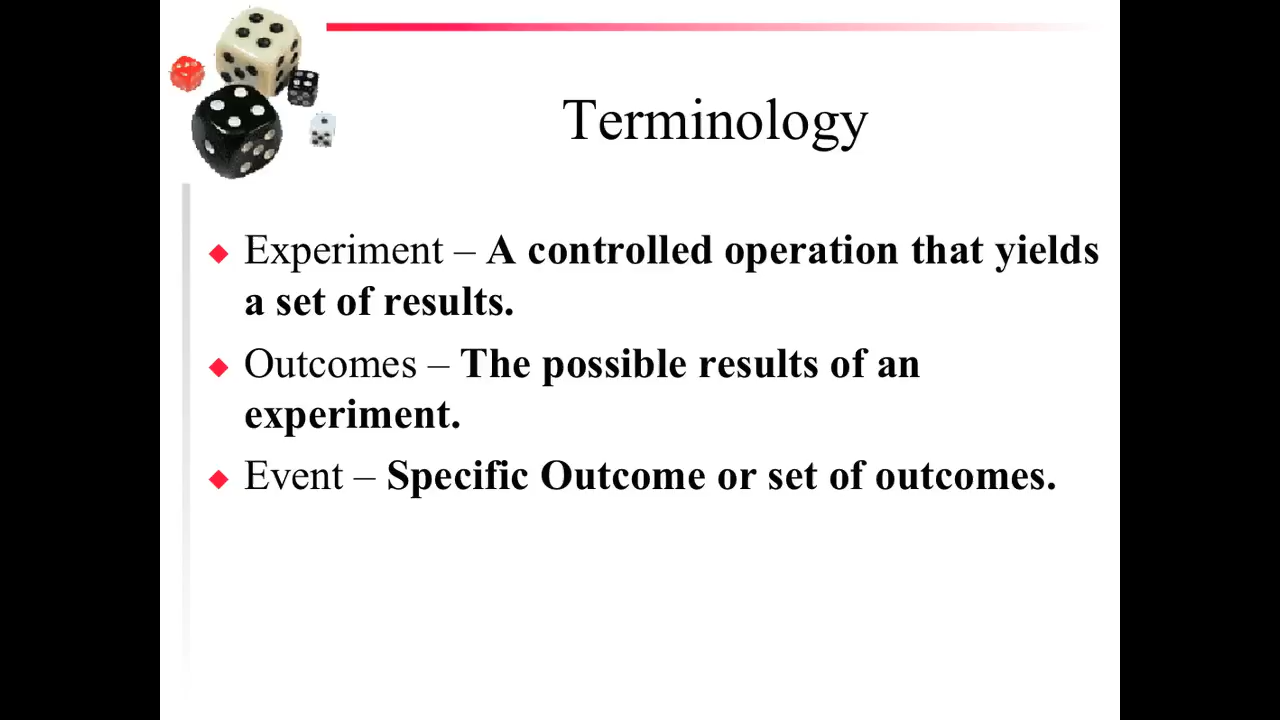 Terminology
Experiment – A controlled operation that yields
a set of results.
Outcomes – The possible results of an
experiment.
Event – Specific Outcome or set of outcomes.